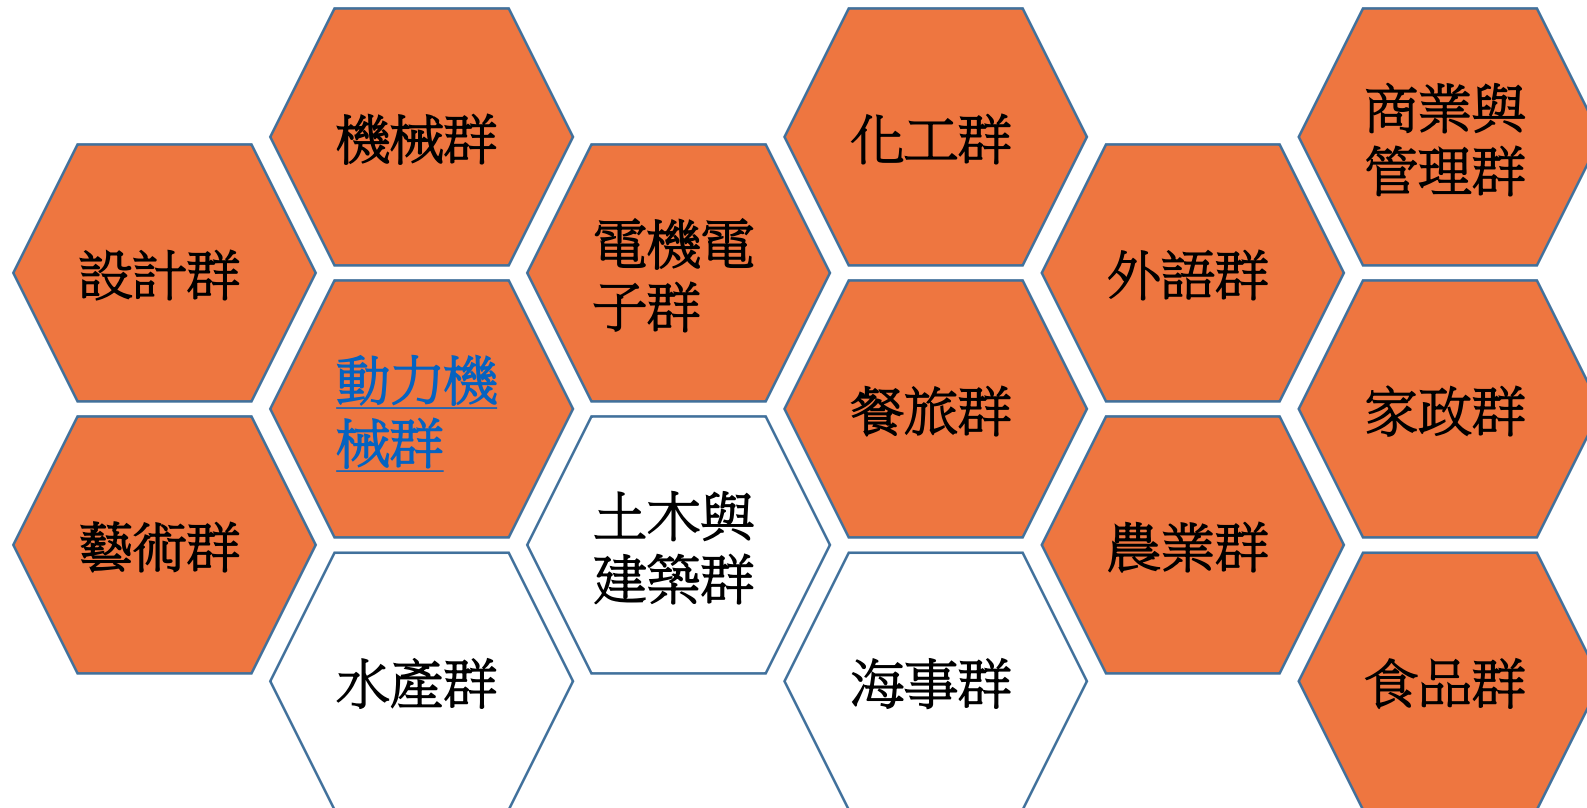 機械群
化工群
商業與
管理群
設計群
電機電
子群
外語群
動力機
械群
餐旅群
家政群
藝術群
土木與
建築群
農業群
水產群
海事群
食品群